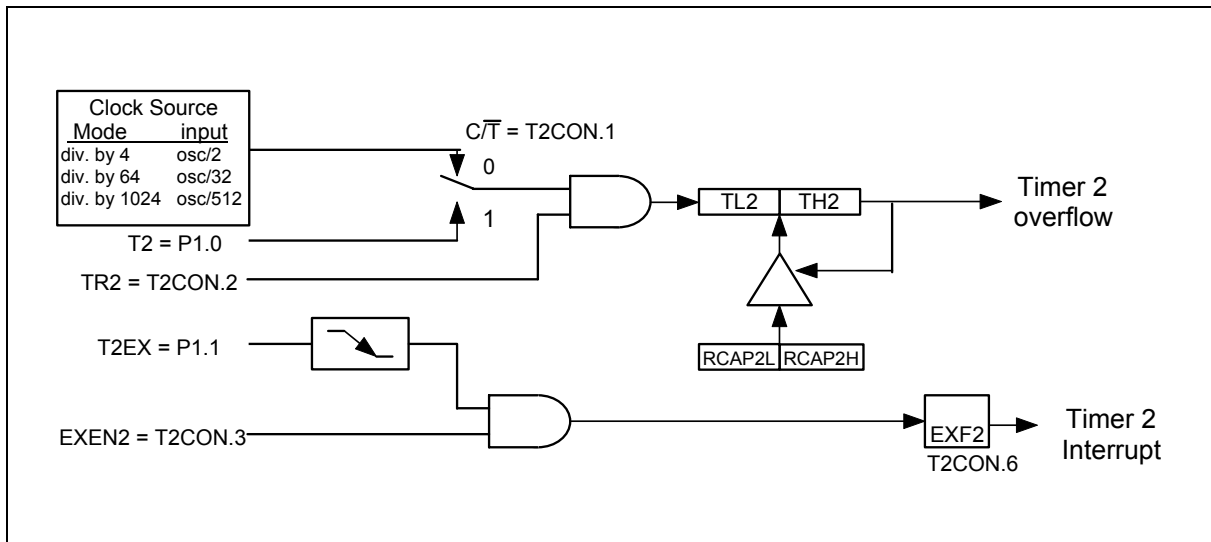 Clock Source
Mode input
div. by 4 osc/2
div. by 64 osc/32
div. by 1024 osc/512
C/T̅ = T2CON.1
0
1
T2 = P1.0
TR2 = T2CON.2
TL2 TH2
Timer 2
overflow
T2EX = P1.1
RCAP2L RCAP2H
EXEN2 = T2CON.3
EXF2
T2CON.6
Timer 2
Interrupt